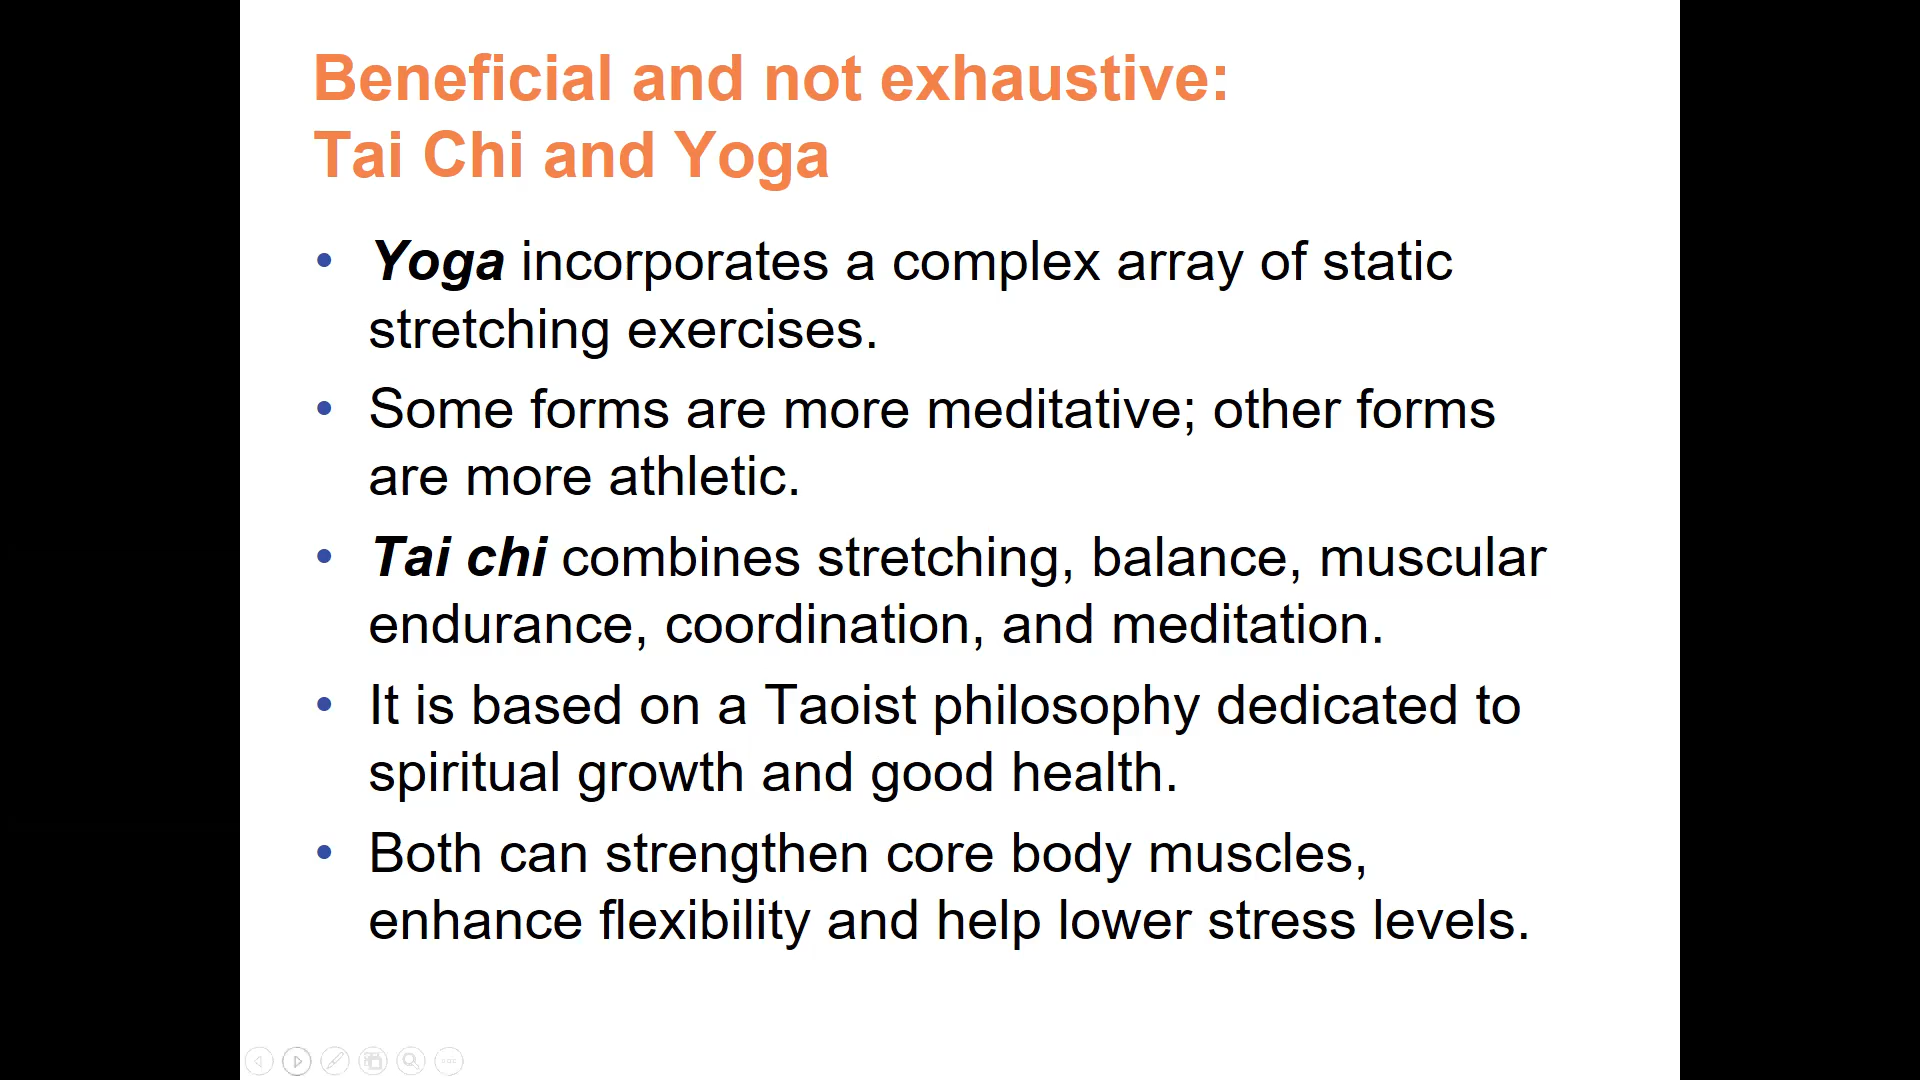 Beneficial and not exhaustive:
Tai Chi and Yoga
• Yoga incorporates a complex array of static
stretching exercises.
• Some forms are more meditative; other forms
are more athletic.
• Tai chi combines stretching, balance, muscular
endurance, coordination, and meditation.
• It is based on a Taoist philosophy dedicated to
spiritual growth and good health.
• Both can strengthen core body muscles,
enhance flexibility and help lower stress levels.